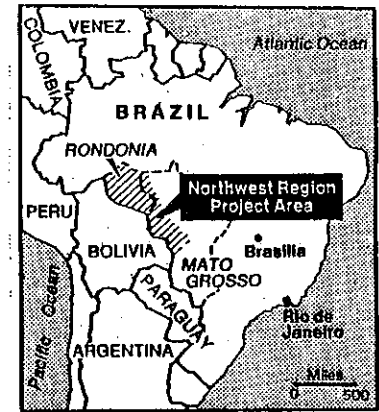 VENEZ.
Atlantic Ocean
COLOMBIA
BRÁZIL
RONDONIA
Northwest Region
Project Area
PERU
BOLIVIA
Brasilia
MATO
GROSSO
PARAGUAY
Rio de
Janeiro
Pacific Ocean
ARGENTINA
Miles
0 500